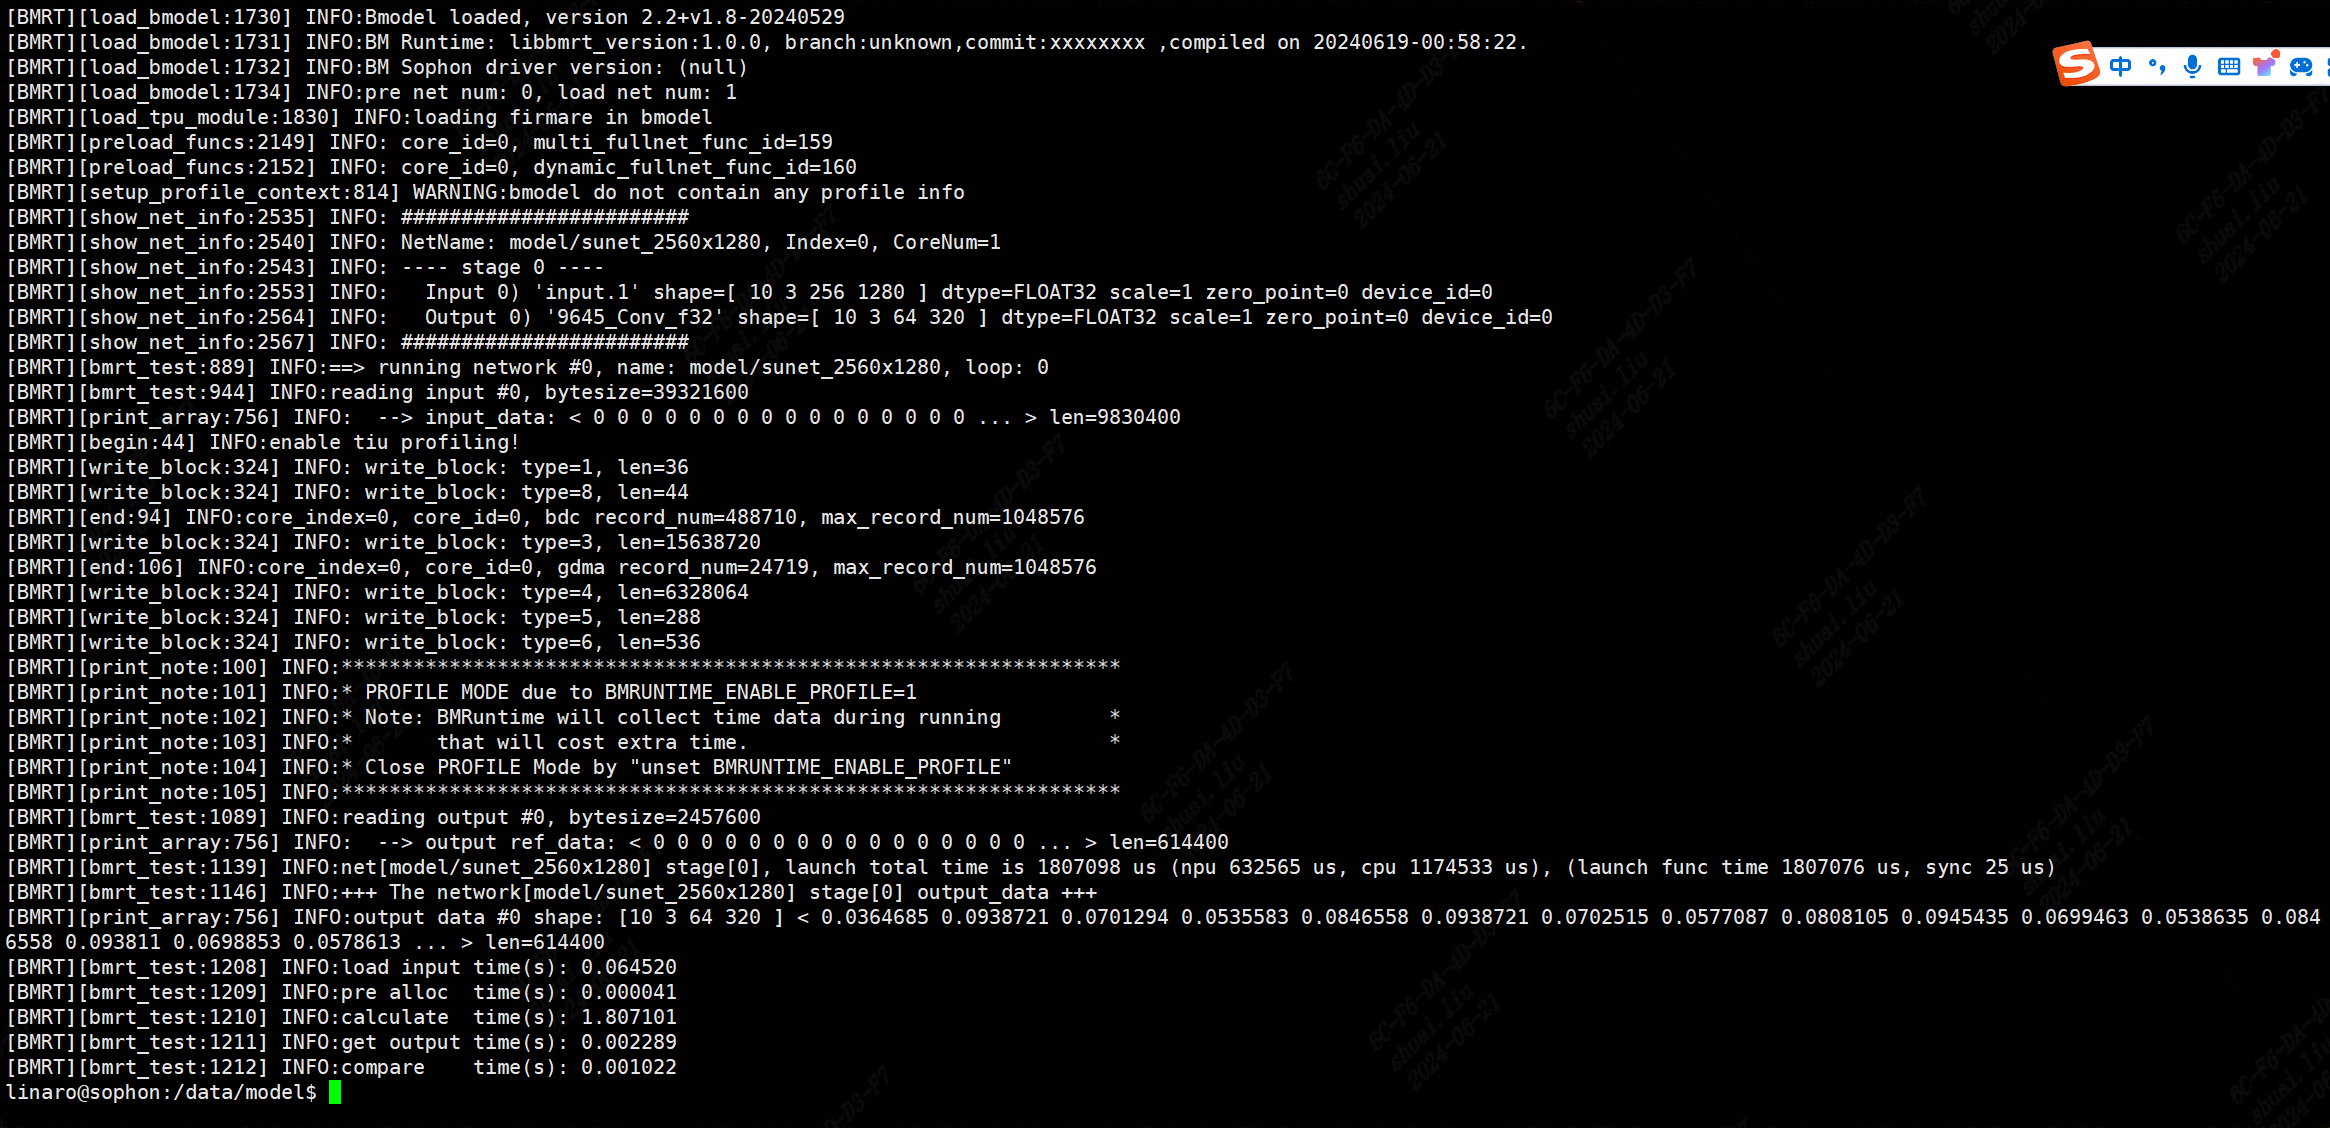 [BMRT][load_bmodel:1730] INFO:Bmodel loaded, version 2.2+v1.8-20240529
[BMRT][load_bmodel:1731] INFO:BM Runtime: libbmrt_version:1.0.0, branch:unknown,commit:xxxxxxxx ,compiled on 20240619-00:58:22.
[BMRT][load_bmodel:1732] INFO:BM Sophon driver version: (null)
[BMRT][load_bmodel:1734] INFO:pre net num: 0, load net num: 1
[BMRT][load_tpu_module:1830] INFO:loading firmare in bmodel
[BMRT][preload_funcs:2149] INFO: core_id=0, multi_fullnet_func_id=159
[BMRT][preload_funcs:2152] INFO: core_id=0, dynamic_fullnet_func_id=160
[BMRT][setup_profile_context:814] WARNING:bmodel do not contain any profile info
[BMRT][show_net_info:2535] INFO: ########################
[BMRT][show_net_info:2540] INFO: NetName: model/sunet_2560x1280, Index=0, CoreNum=1
[BMRT][show_net_info:2543] INFO: ---- stage 0 ----
[BMRT][show_net_info:2553] INFO:   Input 0) 'input.1' shape=[ 10 3 256 1280 ] dtype=FLOAT32 scale=1 zero_point=0 device_id=0
[BMRT][show_net_info:2564] INFO:   Output 0) '9645_Conv_f32' shape=[ 10 3 64 320 ] dtype=FLOAT32 scale=1 zero_point=0 device_id=0
[BMRT][show_net_info:2567] INFO: ########################
[BMRT][bmrt_test:889] INFO:==> running network #0, name: model/sunet_2560x1280, loop: 0
[BMRT][bmrt_test:944] INFO:reading input #0, bytesize=39321600
[BMRT][print_array:756] INFO:  --> input_data: < 0 0 0 0 0 0 0 0 0 0 0 0 0 0 0 0 ... > len=9830400
[BMRT][begin:44] INFO:enable tiu profiling!
[BMRT][write_block:324] INFO: write_block: type=1, len=36
[BMRT][write_block:324] INFO: write_block: type=8, len=44
[BMRT][end:94] INFO:core_index=0, core_id=0, bdc record_num=488710, max_record_num=1048576
[BMRT][write_block:324] INFO: write_block: type=3, len=15638720
[BMRT][end:106] INFO:core_index=0, core_id=0, gdma record_num=24719, max_record_num=1048576
[BMRT][write_block:324] INFO: write_block: type=4, len=6328064
[BMRT][write_block:324] INFO: write_block: type=5, len=288
[BMRT][write_block:324] INFO: write_block: type=6, len=536
[BMRT][print_note:100] INFO:*****************************************************************
[BMRT][print_note:101] INFO:* PROFILE MODE due to BMRUNTIME_ENABLE_PROFILE=1
[BMRT][print_note:102] INFO:* Note: BMRuntime will collect time data during running         *
[BMRT][print_note:103] INFO:*       that will cost extra time.                              *
[BMRT][print_note:104] INFO:* Close PROFILE Mode by "unset BMRUNTIME_ENABLE_PROFILE"
[BMRT][print_note:105] INFO:*****************************************************************
[BMRT][bmrt_test:1089] INFO:reading output #0, bytesize=2457600
[BMRT][print_array:756] INFO:  --> output ref_data: < 0 0 0 0 0 0 0 0 0 0 0 0 0 0 0 0 ... > len=614400
[BMRT][bmrt_test:1139] INFO:net[model/sunet_2560x1280] stage[0], launch total time is 1807098 us (npu 632565 us, cpu 1174533 us), (launch func time 1807076 us, sync 25 us)
[BMRT][bmrt_test:1146] INFO:+++ The network[model/sunet_2560x1280] stage[0] output_data +++
[BMRT][print_array:756] INFO:output data #0 shape: [10 3 64 320 ] < 0.0364685 0.0938721 0.0701294 0.0535583 0.0846558 0.0938721 0.0702515 0.0577087 0.0808105 0.0945435 0.0699463 0.0538635 0.084
6558 0.093811 0.0698853 0.0578613 ... > len=614400
[BMRT][bmrt_test:1208] INFO:load input time(s): 0.064520
[BMRT][bmrt_test:1209] INFO:pre alloc  time(s): 0.000041
[BMRT][bmrt_test:1210] INFO:calculate  time(s): 1.807101
[BMRT][bmrt_test:1211] INFO:get output time(s): 0.002289
[BMRT][bmrt_test:1212] INFO:compare    time(s): 0.001022
linaro@sophon:/data/model$
中
6C-F6-DA-4D-D3-F7
shuai.liu
2024-06-21